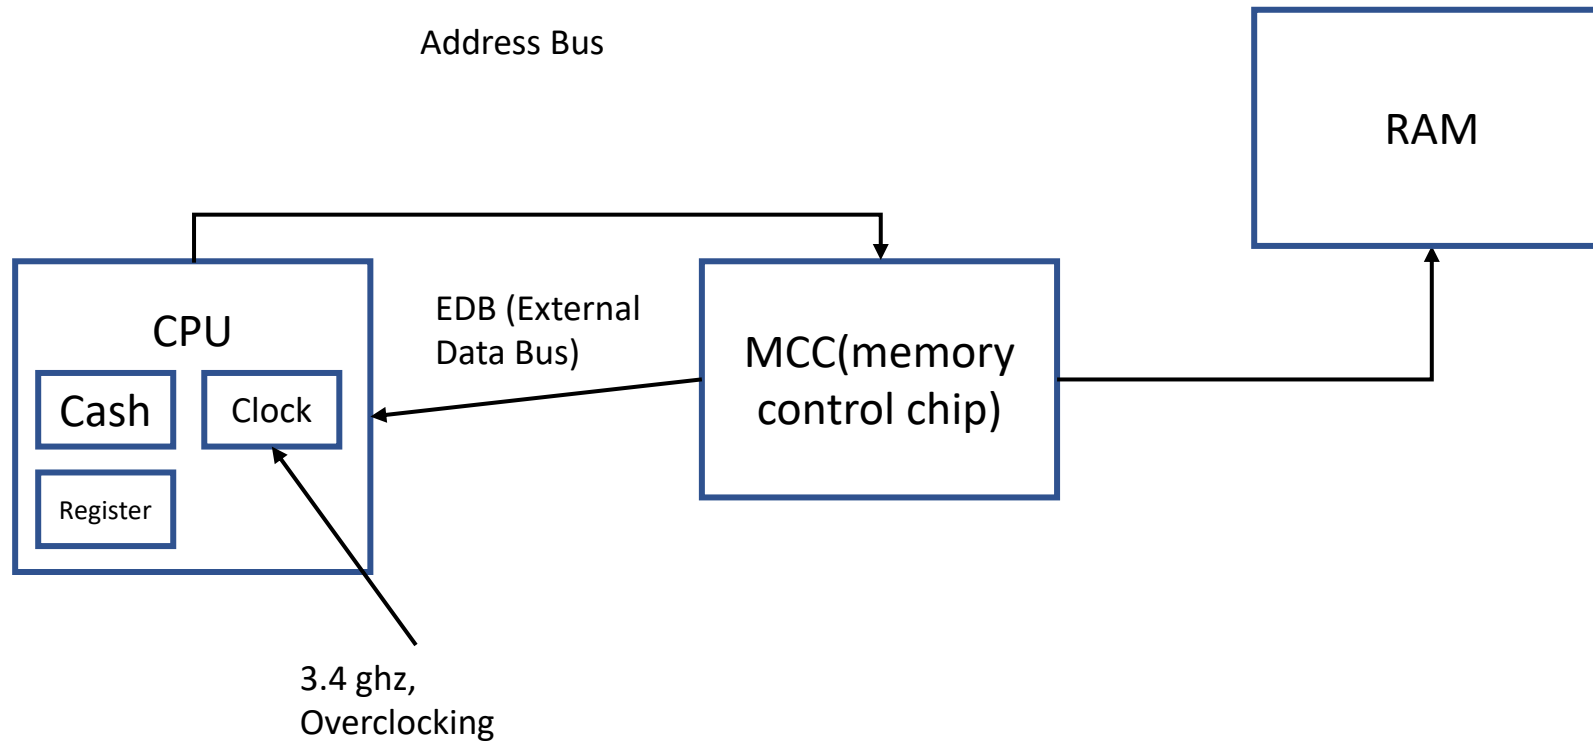 Address Bus
RAM
CPU
EDB (External
Data Bus)
MCC(memory
control chip)
Cash
Clock
Register
3.4 ghz,
Overclocking